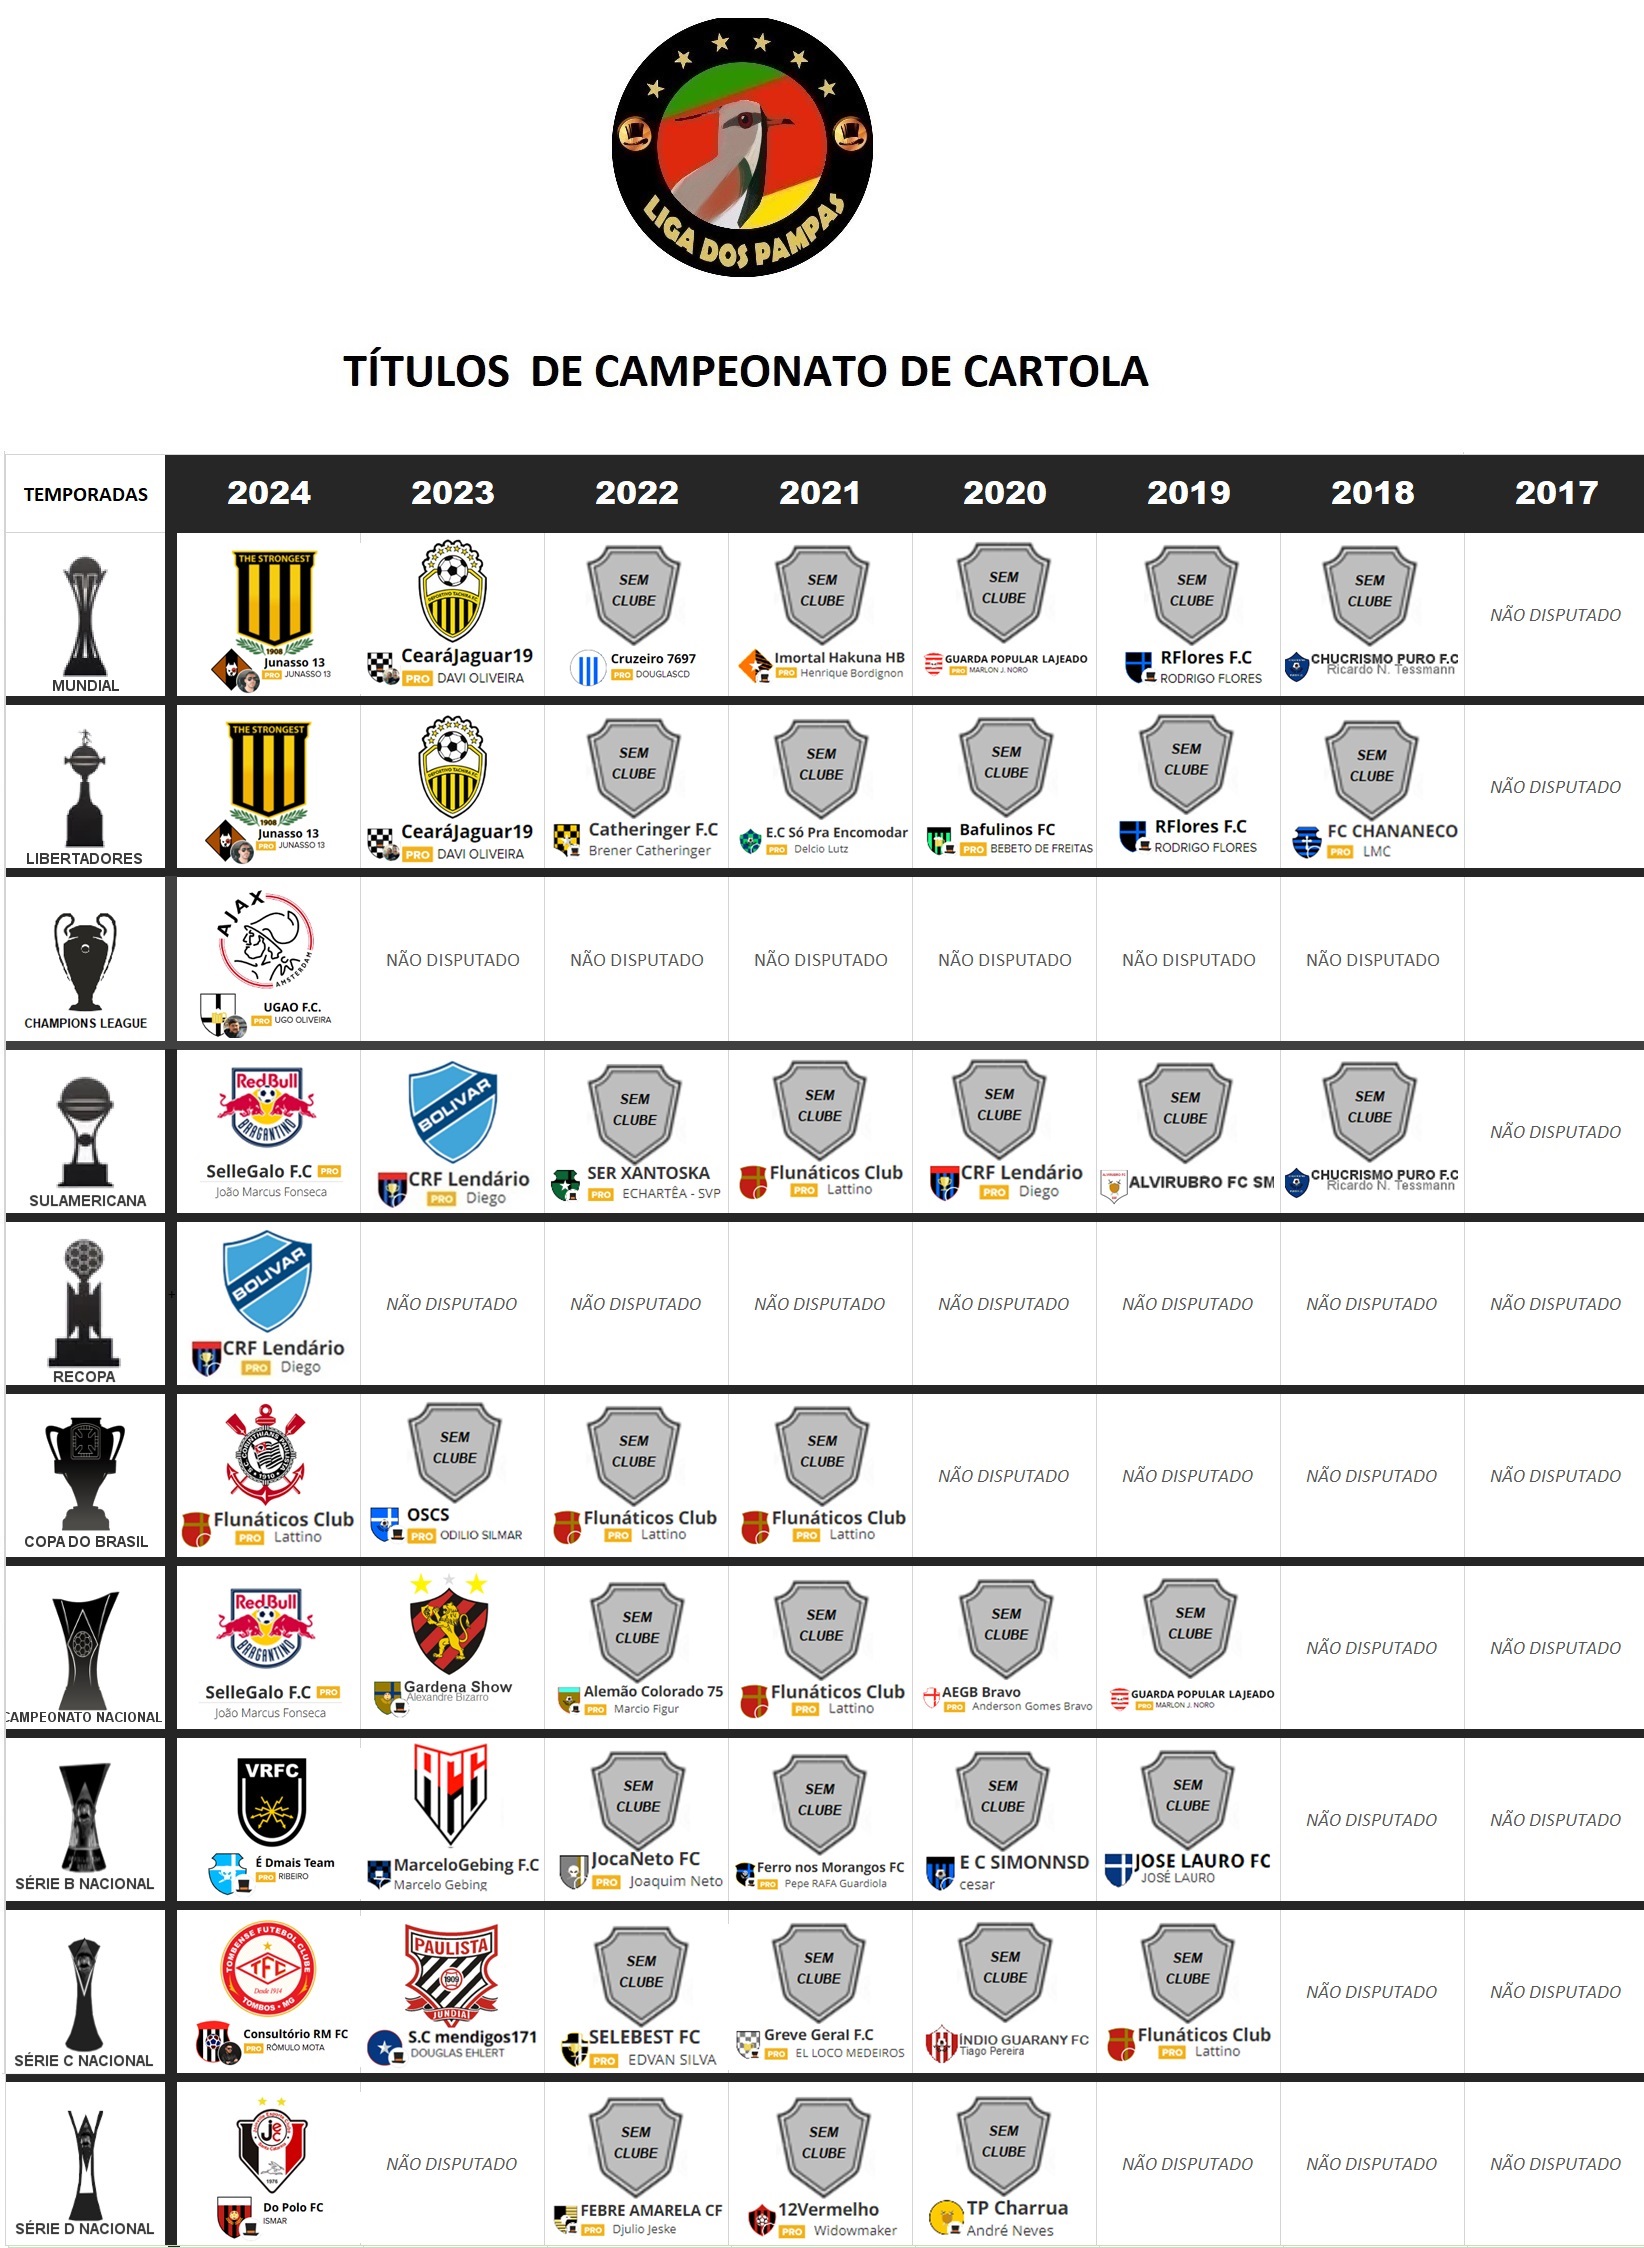 LIGA DOS PAMPAS
TÍTULOS DE CAMPEONATO DE CARTOLA
TEMPORADAS 2024 2023 2022 2021 2020 2019 2018 2017
MUNDIAL
THE STRONGEST
1908
Junasso 13
PRO JUNASSO 13
DEPORTIVO TACHIRA F.C
CearáJaguar19
PRO DAVI OLIVEIRA
SEM
CLUBE
Cruzeiro 7697
PRO DOUGLASCD
SEM
CLUBE
Imortal Hakuna HB
PRO Henrique Bordignon
SEM
CLUBE
GUARDA POPULAR LAJEADO
PRO MARLON J. NORO
SEM
CLUBE
RFlores F.C
RODRIGO FLORES
SEM
CLUBE
CHUCRISMO PURO F.C
Ricardo N. Tessmann
NÃO DISPUTADO
LIBERTADORES
THE STRONGEST
1908
Junasso 13
PRO JUNASSO 13
DEPORTIVO TACHIRA F.C
CearáJaguar19
PRO DAVI OLIVEIRA
SEM
CLUBE
Catheringer F.C
Brener Catheringer
SEM
CLUBE
E.C Só Pra Encomodar
PRO Delcio Lutz
SEM
CLUBE
Bafulinos FC
PRO BEBETO DE FREITAS
SEM
CLUBE
RFlores F.C
RODRIGO FLORES
SEM
CLUBE
FC CHANANECO
PRO LMC
NÃO DISPUTADO
CHAMPIONS LEAGUE
AJAX
AMSTERDAM
UGAO F.C.
PRO UGO OLIVEIRA
NÃO DISPUTADO
NÃO DISPUTADO
NÃO DISPUTADO
NÃO DISPUTADO
NÃO DISPUTADO
NÃO DISPUTADO
SULAMERICANA
Red Bull
BRAGANTINO
SelleGalo F.C PRO
João Marcus Fonseca
BOLIVAR
CRF Lendário
PRO Diego
SEM
CLUBE
SER XANTOSKA
PRO ECHARTÊA - SVP
SEM
CLUBE
Flunáticos Club
PRO Lattino
SEM
CLUBE
CRF Lendário
PRO Diego
SEM
CLUBE
ALVIRUBRO FC SM
SEM
CLUBE
CHUCRISMO PURO F.C
Ricardo N. Tessmann
NÃO DISPUTADO
RECOPA
BOLIVAR
CRF Lendário
PRO Diego
NÃO DISPUTADO
NÃO DISPUTADO
NÃO DISPUTADO
NÃO DISPUTADO
NÃO DISPUTADO
NÃO DISPUTADO
NÃO DISPUTADO
COPA DO BRASIL
S.C. CORINTHIANS PAULISTA
1910
Flunáticos Club
PRO Lattino
SEM
CLUBE
OSCS
PRO ODILIO SILMAR
SEM
CLUBE
Flunáticos Club
PRO Lattino
SEM
CLUBE
Flunáticos Club
PRO Lattino
NÃO DISPUTADO
NÃO DISPUTADO
NÃO DISPUTADO
NÃO DISPUTADO
CAMPEONATO NACIONAL
Red Bull
BRAGANTINO
SelleGalo F.C PRO
João Marcus Fonseca
Gardena Show
Alexandre Bizarro
SEM
CLUBE
Alemão Colorado 75
PRO Marcio Figur
SEM
CLUBE
Flunáticos Club
PRO Lattino
SEM
CLUBE
AEGB Bravo
PRO Anderson Gomes Bravo
SEM
CLUBE
GUARDA POPULAR LAJEADO
PRO MARLON J. NORO
NÃO DISPUTADO
NÃO DISPUTADO
SÉRIE B NACIONAL
VRFC
É Dmais Team
PRO RIBEIRO
ACG
MarceloGebing F.C
Marcelo Gebing
SEM
CLUBE
JocaNeto FC
PRO Joaquim Neto
SEM
CLUBE
Ferro nos Morangos FC
PRO Pepe RAFA Guardiola
SEM
CLUBE
E C SIMONNSD
cesar
SEM
CLUBE
JOSE LAURO FC
JOSÉ LAURO
NÃO DISPUTADO
NÃO DISPUTADO
SÉRIE C NACIONAL
TOMBENSE FUTEBOL CLUBE
TFC
Desde 1914
TOMBOS • MG
Consultório RM FC
PRO RÔMULO MOTA
PAULISTA
1909
JUNDIAÍ
S.C mendigos171
DOUGLAS EHLERT
SEM
CLUBE
SELEBEST FC
PRO EDVAN SILVA
SEM
CLUBE
Greve Geral F.C
PRO EL LOCO MEDEIROS
SEM
CLUBE
ÍNDIO GUARANY FC
Tiago Pereira
SEM
CLUBE
Flunáticos Club
PRO Lattino
NÃO DISPUTADO
NÃO DISPUTADO
SÉRIE D NACIONAL
jec
1976
Do Polo FC
ISMAR
NÃO DISPUTADO
SEM
CLUBE
FEBRE AMARELA CF
PRO Djulio Jeske
SEM
CLUBE
12Vermelho
PRO Widowmaker
SEM
CLUBE
TP Charrua
André Neves
NÃO DISPUTADO
NÃO DISPUTADO
NÃO DISPUTADO